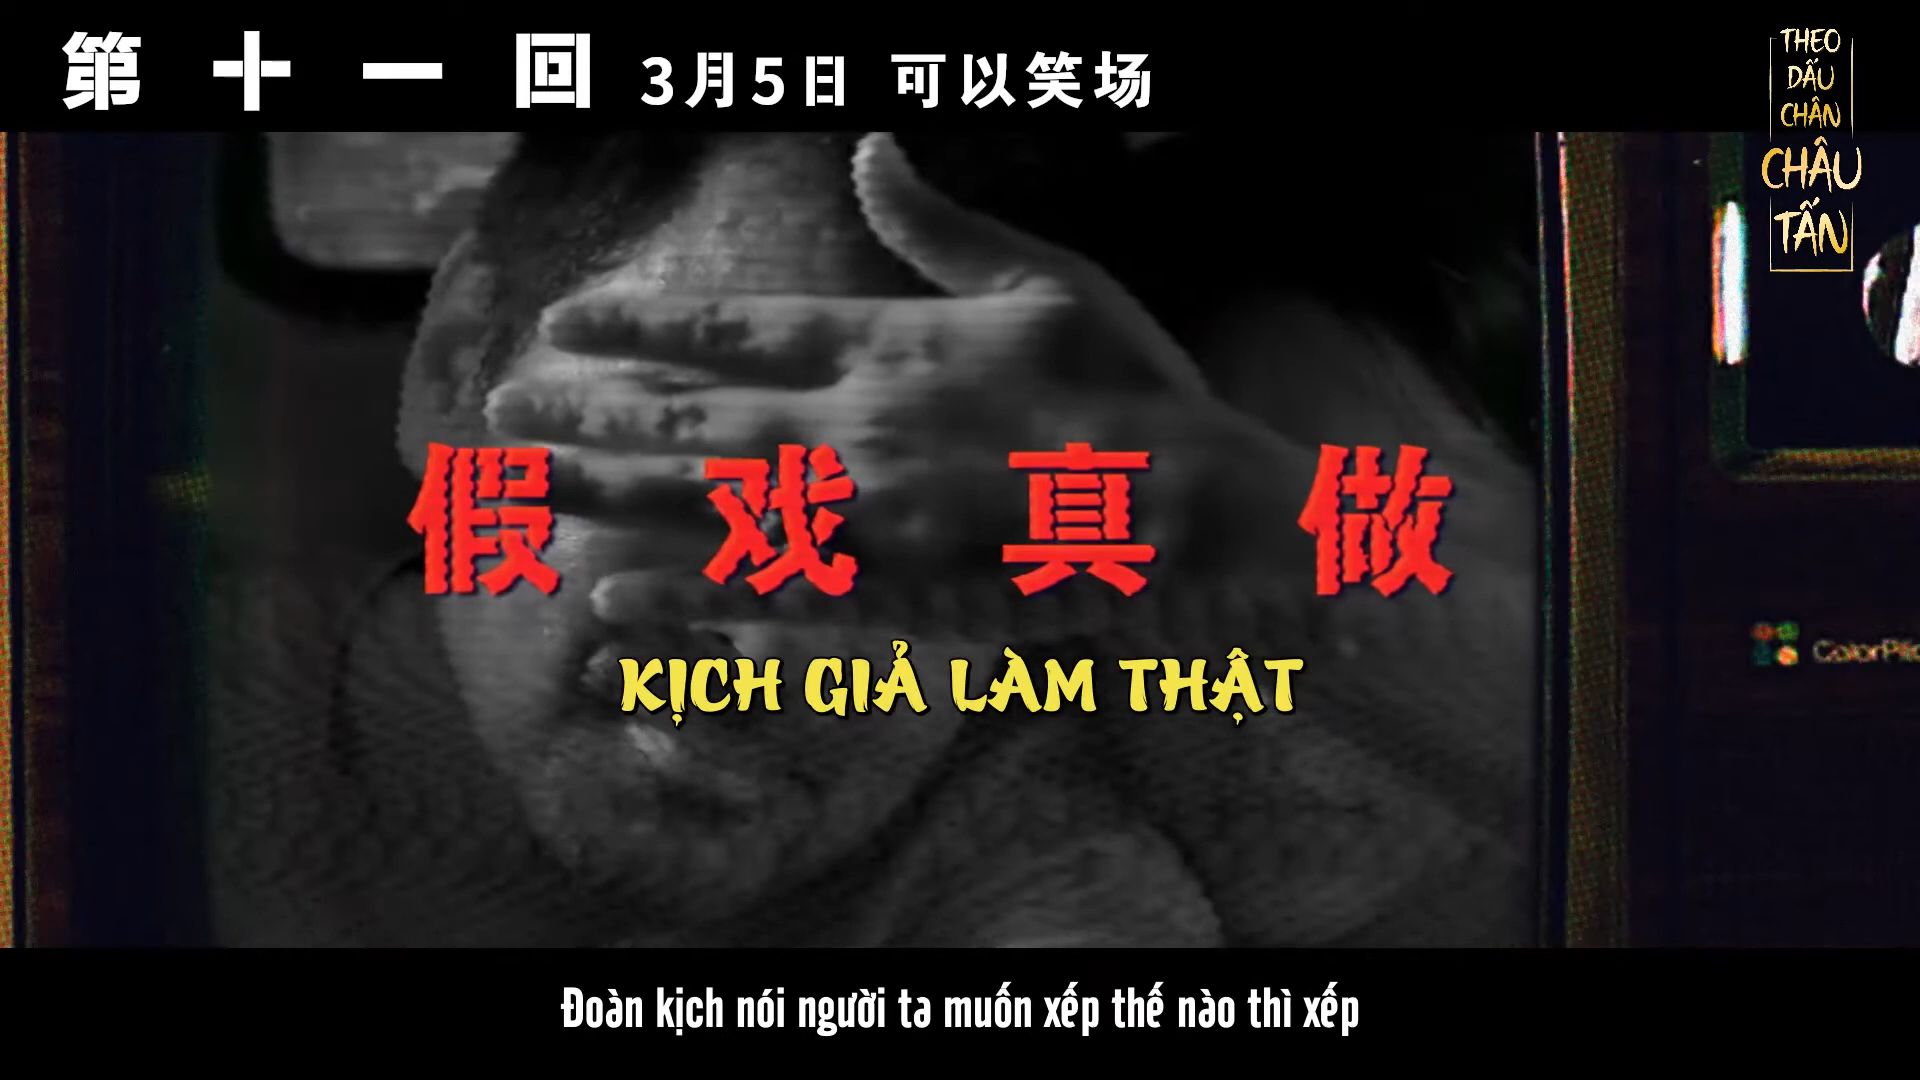 第十一回 3月5日 可以笑场
THEO
DẤU
CHÂN
CHÂU
TẤN
假戏真做
KỊCH GIẢ LÀM THẬT
Đoàn kịch nói người ta muốn xếp thế nào thì xếp